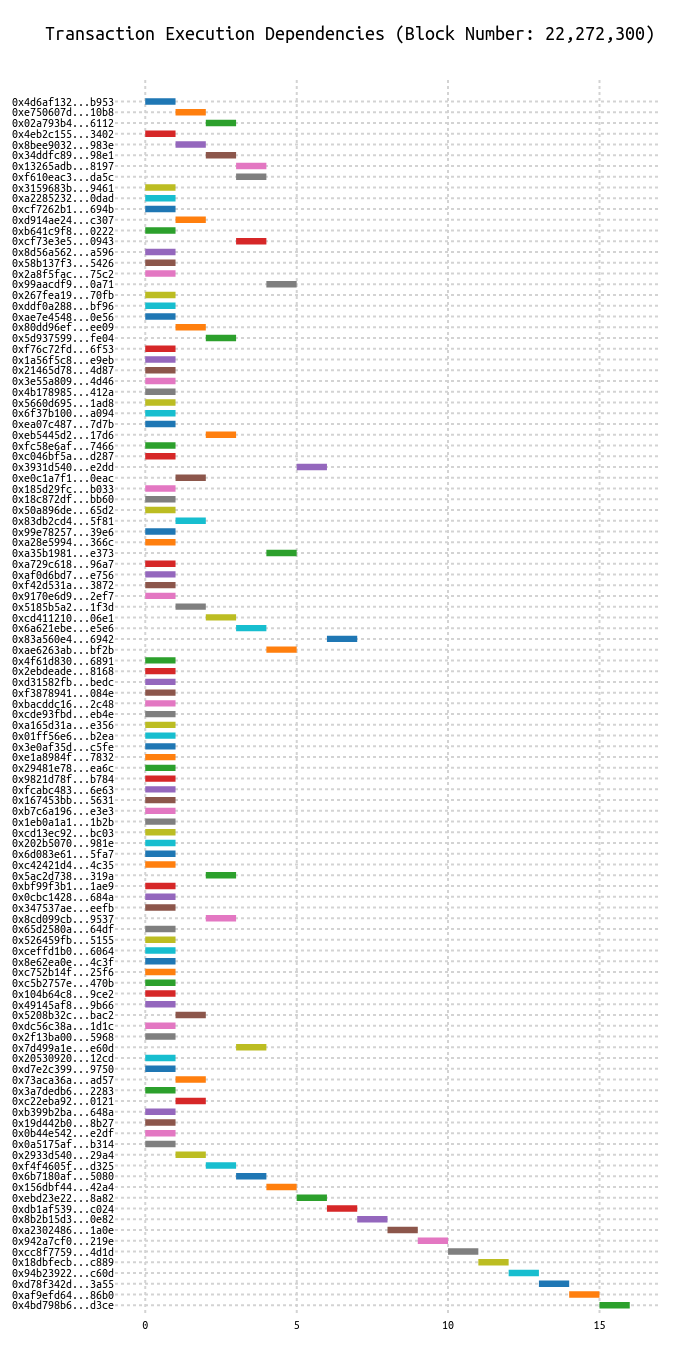 Transaction Execution Dependencies (Block Number: 22,272,300)
0x4d6af132...b953
0xe750607d...10b8
0x02a793b4...6112
0x4eb2c155...3402
0x8bee9032...983e
0x34ddfc89...98e1
0x13265adb...8197
0xf610eac3...da5c
0x3159683b...9461
0xa2285232...0dad
0xcf7262b1...694b
0xd914ae24...c307
0xb641c9f8...0222
0xcf73e3e5...0943
0x8d56a562...a596
0x58b137f3...5426
0x2a8f5fac...75c2
0x99aacdf9...0a71
0x267fea19...70fb
0xddf0a288...bf96
0xae7e4548...0e56
0x80dd96ef...ee09
0x5d937599...fe04
0xf76c72fd...6f53
0x1a56f5c8...e9eb
0x21465d78...4d87
0x3e55a809...4d46
0x4b178985...412a
0x5660d695...1ad8
0x6f37b100...a094
0xea07c487...7d7b
0xeb5445d2...17d6
0xfc58e6af...7466
0xc046bf5a...d287
0x3931d540...e2dd
0xe0c1a7f1...0eac
0x185d29fc...b033
0x18c872df...bb60
0x50a896de...65d2
0x83db2cd4...5f81
0x99e78257...39e6
0xa28e5994...366c
0xa35b1981...e373
0xa729c618...96a7
0xaf0d6bd7...e756
0xf42d531a...3872
0x9170e6d9...2ef7
0x5185b5a2...1f3d
0xcd411210...06e1
0x6a621ebe...e5e6
0x83a560e4...6942
0xae6263ab...bf2b
0x4f61d830...6891
0x2ebdeade...8168
0xd31582fb...bedc
0xf3878941...084e
0xbacddc16...2c48
0xcde93fbd...eb4e
0xa165d31a...e356
0x01ff56e6...b2ea
0x3e0af35d...c5fe
0xe1a8984f...7832
0x29481e78...ea6c
0x9821d78f...b784
0xfcabc483...6e63
0x167453bb...5631
0xb7c6a196...e3e3
0x1eb0a1a1...1b2b
0xcd13ec92...bc03
0x202b5070...981e
0x6d083e61...5fa7
0xc42421d4...4c35
0x5ac2d738...319a
0xbf99f3b1...1ae9
0x0cbc1428...684a
0x347537ae...eefb
0x8cd099cb...9537
0x65d2580a...64df
0x526459fb...5155
0xceffd1b0...6064
0x8e62ea0e...4c3f
0xc752b14f...25f6
0xc5b2757e...470b
0x104b64c8...9ce2
0x49145af8...9b66
0x5208b32c...bac2
0xdc56c38a...1d1c
0x2f13ba00...5968
0x7d499a1e...e60d
0x20530920...12cd
0xd7e2c399...9750
0x73aca36a...ad57
0x3a7dedb6...2283
0xc22eba92...0121
0xb399b2ba...648a
0x19d442b0...8b27
0x0b44e542...e2df
0x0a5175af...b314
0x2933d540...29a4
0xf4f4605f...d325
0x6b7180af...5080
0x156dbf44...42a4
0xebd23e22...8a82
0xdb1af539...c024
0x8b2b15d3...0e82
0xa2302486...1a0e
0x942a7cf0...219e
0xcc8f7759...4d1d
0x18dbfecb...c889
0x94b23922...c60d
0xd78f342d...3a55
0xaf9efd64...86b0
0x4bd798b6...d3ce
0 5 10 15